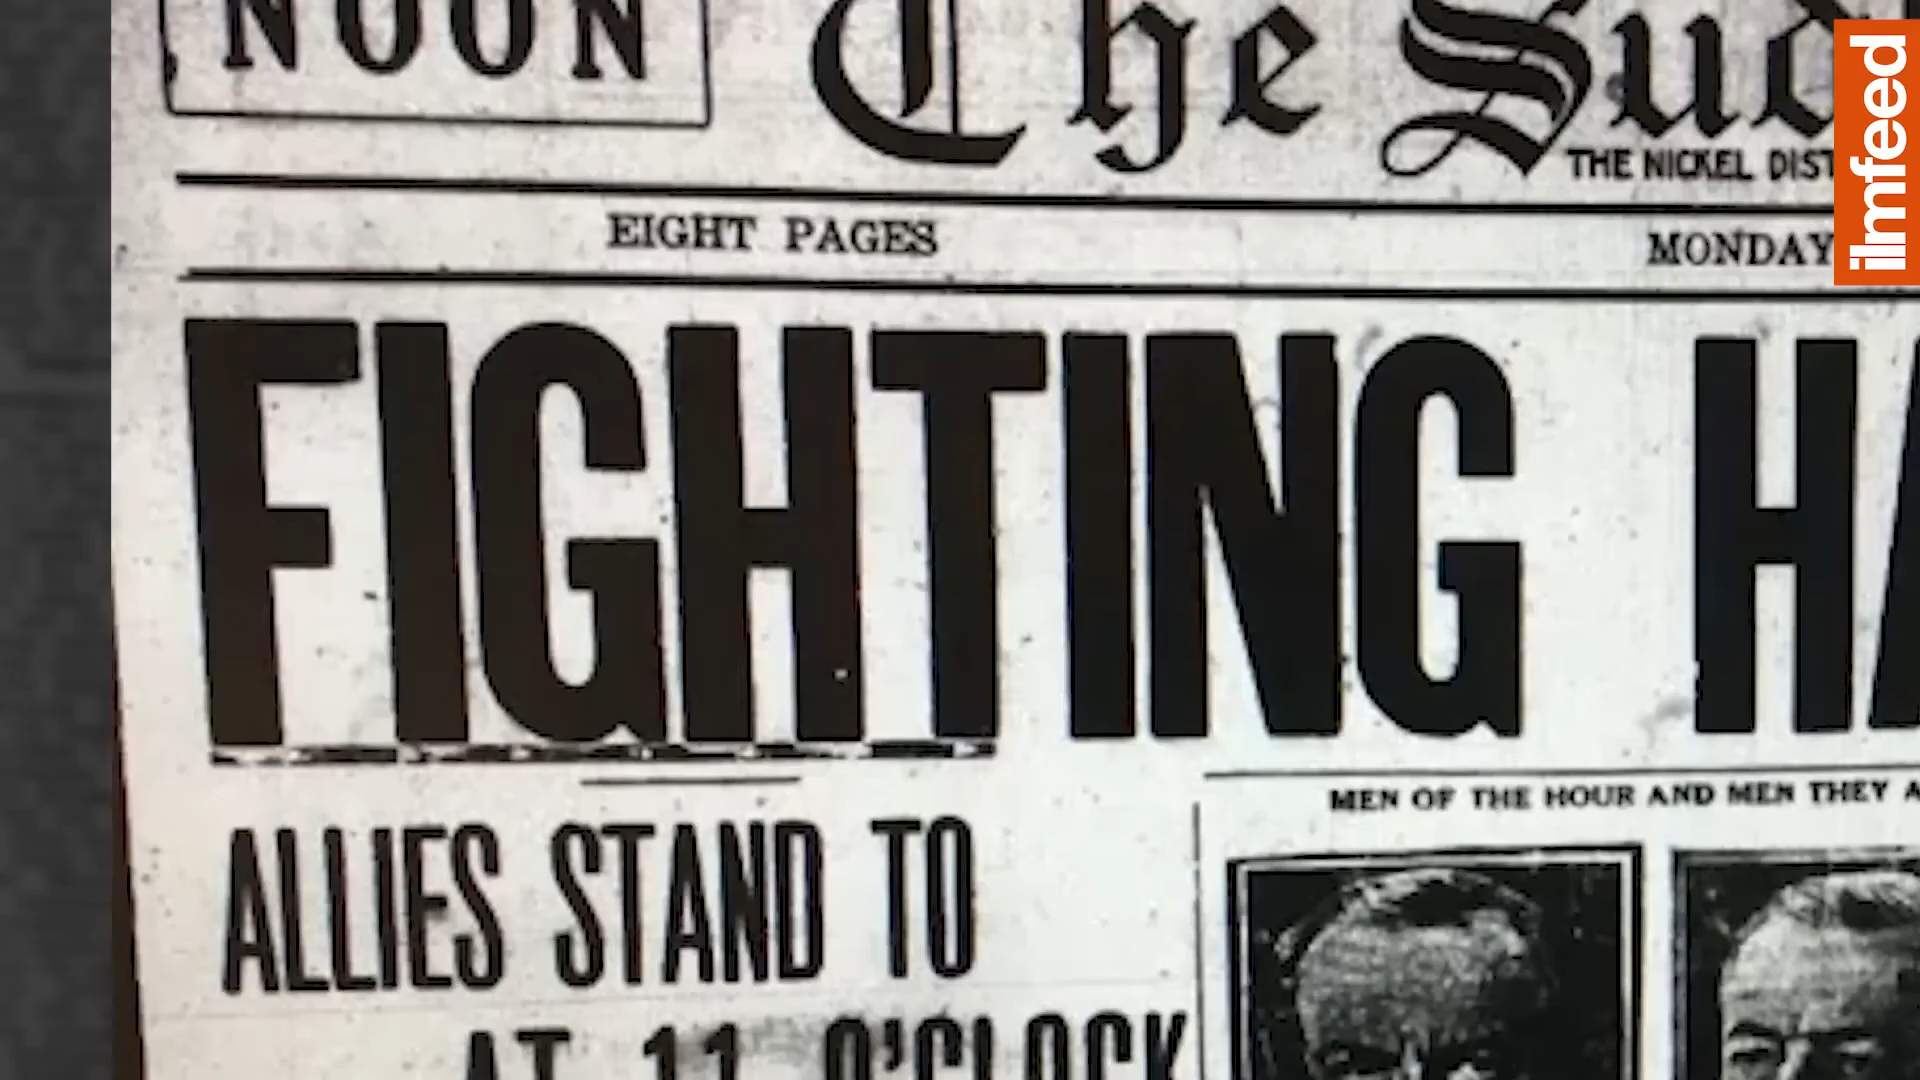 NOON
The Sud
THE NICKEL DIST
EIGHT PAGES
MONDAY
FIGHTING HA
MEN OF THE HOUR AND MEN THEY A
ALLIES STAND TO
AT 11 O'CLOCK
ilmfeed